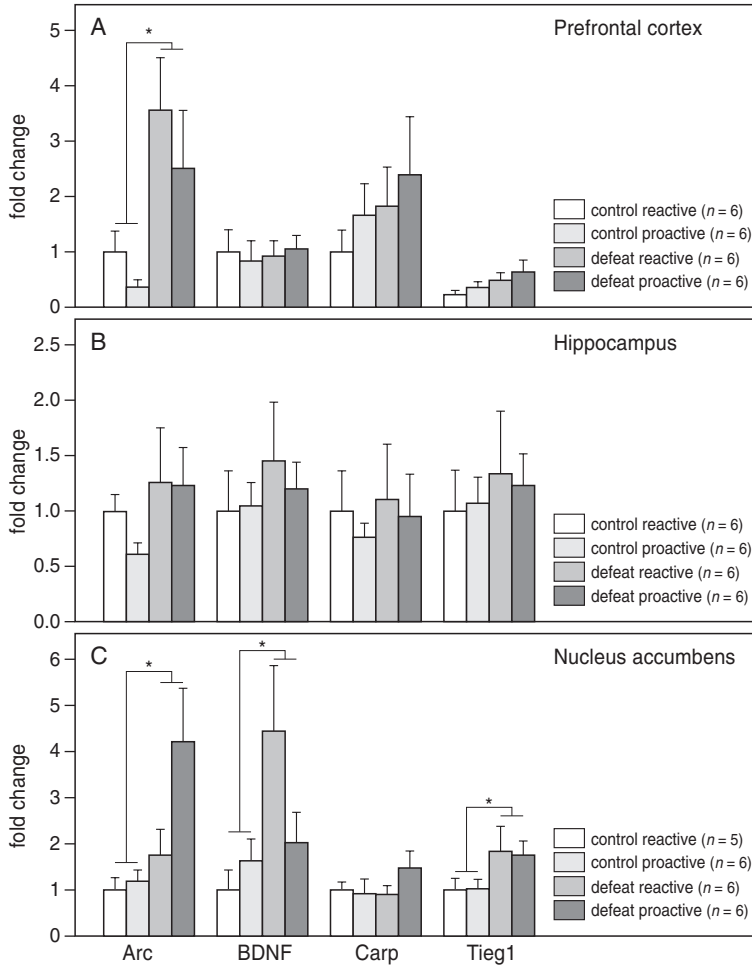 A
Prefrontal cortex
fold change
5
4
3
2
1
0
*
control reactive (n = 6)
control proactive (n = 6)
defeat reactive (n = 6)
defeat proactive (n = 6)
B
Hippocampus
fold change
2.5
2.0
1.5
1.0
0.5
0.0
control reactive (n = 6)
control proactive (n = 6)
defeat reactive (n = 6)
defeat proactive (n = 6)
C
Nucleus accumbens
fold change
6
5
4
3
2
1
0
*
*
*
control reactive (n = 5)
control proactive (n = 6)
defeat reactive (n = 6)
defeat proactive (n = 6)
Arc
BDNF
Carp
Tieg1